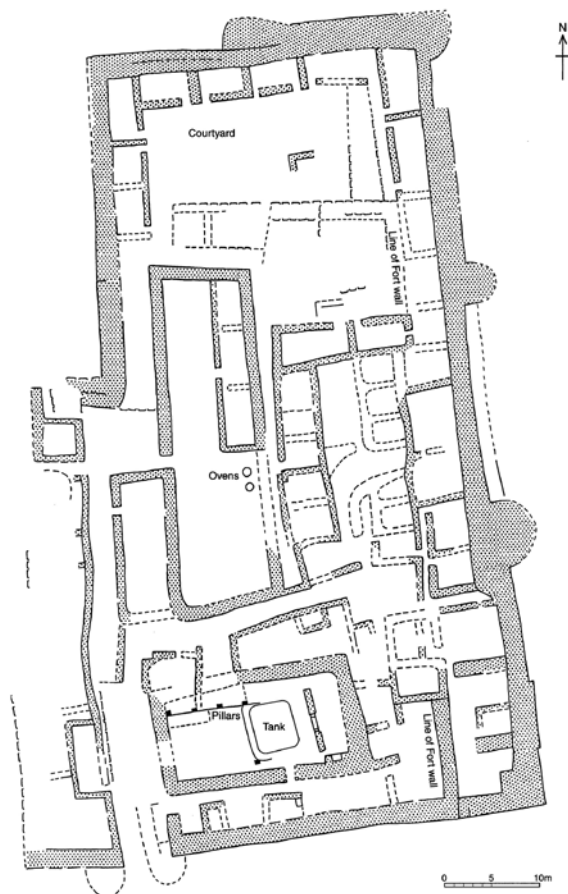 N
Courtyard
Line of Fort wall
Ovens
Pillars
Tank
Line of Fort wall
0 5 10m